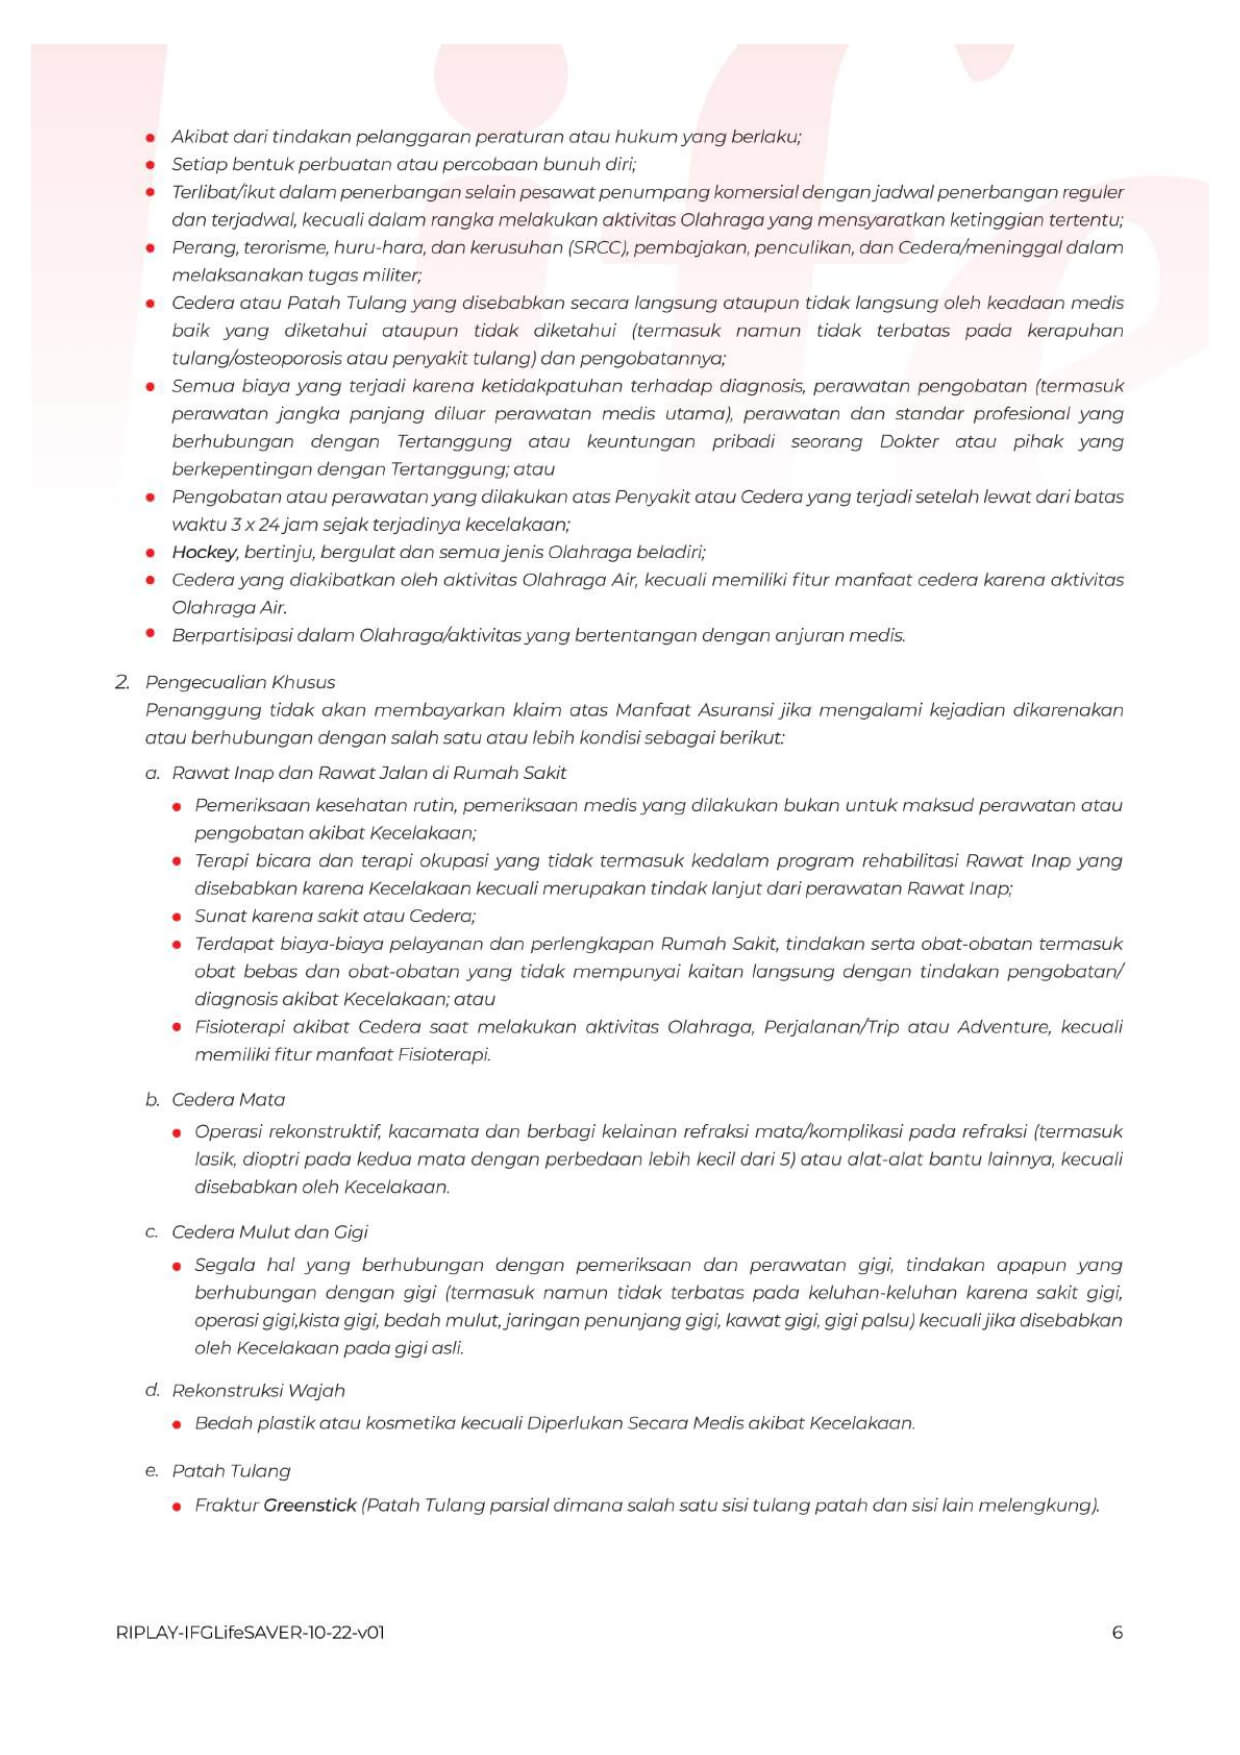 Akibat dari tindakan pelanggaran peraturan atau hukum yang berlaku;
Setiap bentuk perbuatan atau percobaan bunuh diri;
Terlibat/ikut dalam penerbangan selain pesawat penumpang komersial dengan jadwal penerbangan reguler
dan terjadwal, kecuali dalam rangka melakukan aktivitas Olahraga yang mensyaratkan ketinggian tertentu;
Perang, terorisme, huru-hara, dan kerusuhan (SRCC), pembajakan, penculikan, dan Cedera/meninggal dalam
melaksanakan tugas militer;
Cedera atau Patah Tulang yang disebabkan secara langsung ataupun tidak langsung oleh keadaan medis
baik yang diketahui ataupun tidak diketahui (termasuk namun tidak terbatas pada kerapuhan
tulang/osteoporosis atau penyakit tulang) dan pengobatannya;
Semua biaya yang terjadi karena ketidakpatuhan terhadap diagnosis, perawatan pengobatan (termasuk
perawatan jangka panjang diluar perawatan medis utama), perawatan dan standar profesional yang
berhubungan dengan Tertanggung atau keuntungan pribadi seorang Dokter atau pihak yang
berkepentingan dengan Tertanggung; atau
Pengobatan atau perawatan yang dilakukan atas Penyakit atau Cedera yang terjadi setelah lewat dari batas
waktu 3 x 24 jam sejak terjadinya kecelakaan;
Hockey, bertinju, bergulat dan semua jenis Olahraga beladiri;
Cedera yang diakibatkan oleh aktivitas Olahraga Air, kecuali memiliki fitur manfaat cedera karena aktivitas
Olahraga Air.
Berpartisipasi dalam Olahraga/aktivitas yang bertentangan dengan anjuran medis.
2. Pengecualian Khusus
Penanggung tidak akan membayarkan klaim atas Manfaat Asuransi jika mengalami kejadian dikarenakan
atau berhubungan dengan salah satu atau lebih kondisi sebagai berikut:
a. Rawat Inap dan Rawat Jalan di Rumah Sakit
Pemeriksaan kesehatan rutin, pemeriksaan medis yang dilakukan bukan untuk maksud perawatan atau
pengobatan akibat Kecelakaan;
Terapi bicara dan terapi okupasi yang tidak termasuk kedalam program rehabilitasi Rawat Inap yang
disebabkan karena Kecelakaan kecuali merupakan tindak lanjut dari perawatan Rawat Inap;
Sunat karena sakit atau Cedera;
Terdapat biaya-biaya pelayanan dan perlengkapan Rumah Sakit, tindakan serta obat-obatan termasuk
obat bebas dan obat-obatan yang tidak mempunyai kaitan langsung dengan tindakan pengobatan/
diagnosis akibat Kecelakaan; atau
Fisioterapi akibat Cedera saat melakukan aktivitas Olahraga, Perjalanan/Trip atau Adventure, kecuali
memiliki fitur manfaat Fisioterapi.
b. Cedera Mata
Operasi rekonstruktif, kacamata dan berbagi kelainan refraksi mata/komplikasi pada refraksi (termasuk
lasik, dioptri pada kedua mata dengan perbedaan lebih kecil dari 5) atau alat-alat bantu lainnya, kecuali
disebabkan oleh Kecelakaan.
c. Cedera Mulut dan Gigi
Segala hal yang berhubungan dengan pemeriksaan dan perawatan gigi, tindakan apapun yang
berhubungan dengan gigi (termasuk namun tidak terbatas pada keluhan-keluhan karena sakit gigi,
operasi gigi,kista gigi, bedah mulut, jaringan penunjang gigi, kawat gigi, gigi palsu) kecuali jika disebabkan
oleh Kecelakaan pada gigi asli.
d. Rekonstruksi Wajah
Bedah plastik atau kosmetika kecuali Diperlukan Secara Medis akibat Kecelakaan.
e. Patah Tulang
Fraktur Greenstick (Patah Tulang parsial dimana salah satu sisi tulang patah dan sisi lain melengkung).
RIPLAY-IFGLifeSAVER-10-22-v01 6